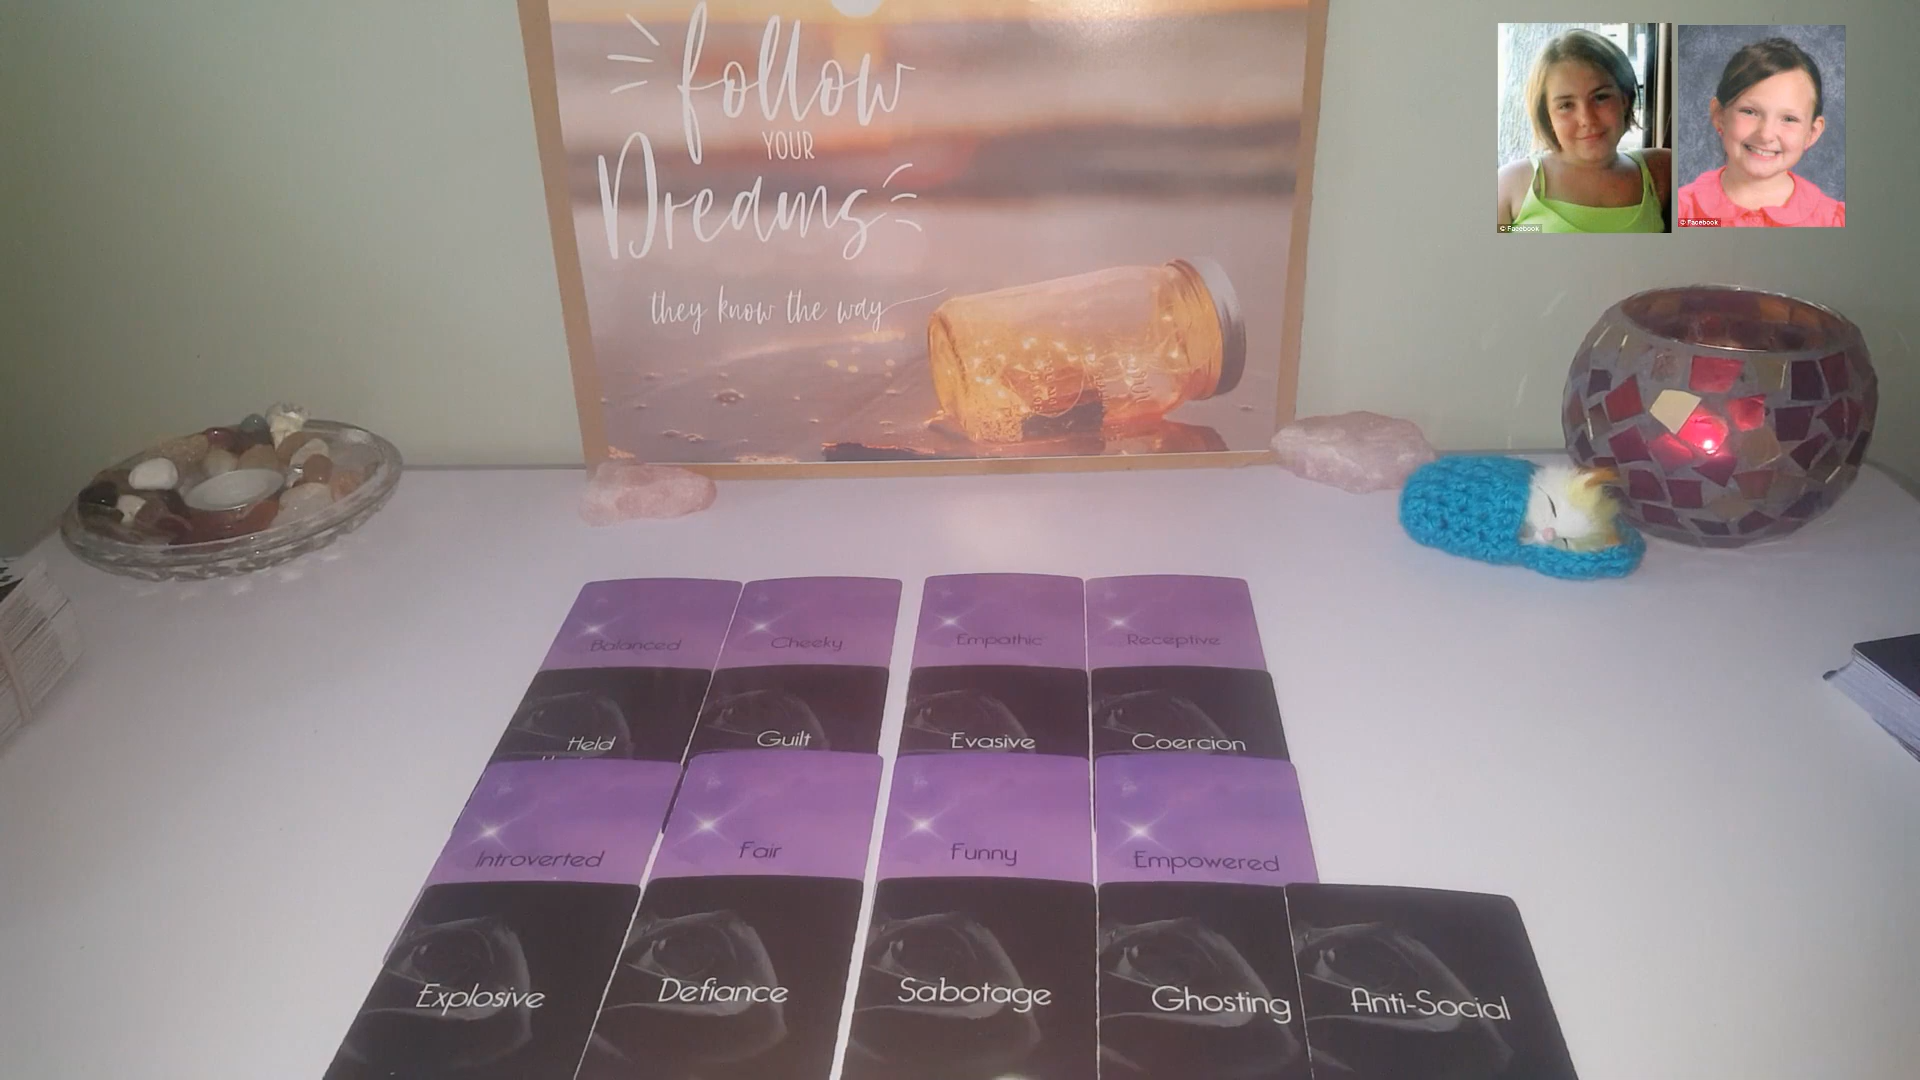 follow
YOUR
Dreams
they know the way
© Facebook
© Facebook
Balanced
Cheeky
Empathic
Receptive
Held
Guilt
Evasive
Coercion
Introverted
Fair
Funny
Empowered
Explosive
Defiance
Sabotage
Ghosting
Anti-Social